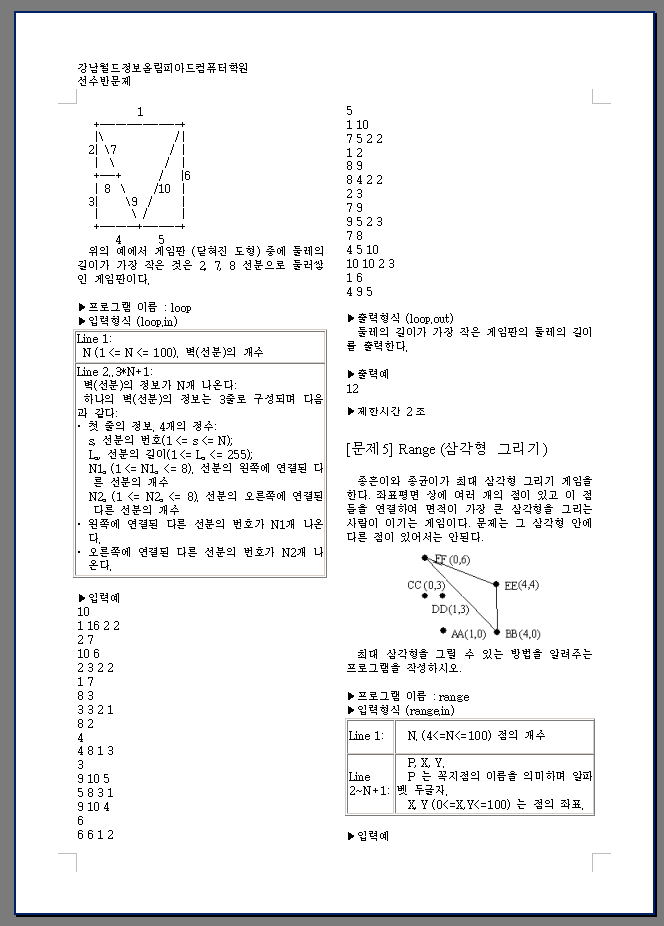 강남월드정보올림피아드컴퓨터학원
선수반문제
1
+---------------+
|\ /|
2| \7 / |
| \ / |
+---+ / |6
| 8 \ /10 |
3| \9 / |
| \ / |
+-------+-------+
4 5
위의 예에서 게임판 (닫혀진 도형) 중에 둘레의
길이가 가장 작은 것은 2, 7, 8 선분으로 둘러쌓
인 게임판이다.
▶프로그램 이름 : loop
▶입력형식 (loop.in)
Line 1:
N (1 <= N <= 100). 벽(선분)의 개수
Line 2..3*N+1:
벽(선분)의 정보가 N개 나온다:
하나의 벽(선분)의 정보는 3줄로 구성되며 다음
과 같다:
· 첫 줄의 정보. 4개의 정수:
s, 선분의 번호(1 <= s <= N);
Ls, 선분의 길이(1 <= Ls <= 255);
N1s (1 <= N1s <= 8), 선분의 왼쪽에 연결된 다
른 선분의 개수
N2s (1 <= N2s <= 8), 선분의 오른쪽에 연결된
다른 선분의 개수
· 왼쪽에 연결된 다른 선분의 번호가 N1개 나온
다.
· 오른쪽에 연결된 다른 선분의 번호가 N2개 나
온다.
▶입력예
10
1 16 2 2
2 7
10 6
2 3 2 2
1 7
8 3
3 3 2 1
8 2
4
4 8 1 3
3
9 10 5
5 8 3 1
9 10 4
6
6 6 1 2
5
1 10
7 5 2 2
1 2
8 9
8 4 2 2
2 3
7 9
9 5 2 3
7 8
4 5 10
10 10 2 3
1 6
4 9 5
▶출력형식 (loop.out)
둘레의 길이가 가장 작은 게임판의 둘레의 길이
를 출력한다.
▶출력예
12
▶제한시간 2초
[문제5] Range (삼각형 그리기)
종은이와 종균이가 최대 삼각형 그리기 게임을
한다. 좌표평면 상에 여러 개의 점이 있고 이 점
들을 연결하여 면적이 가장 큰 삼각형을 그리는
사람이 이기는 게임이다. 문제는 그 삼각형 안에
다른 점이 있어서는 안된다.
FF(0,6)
CC(0,3)
EE(4,4)
DD(1,3)
AA(1,0)
BB(4,0)
최대 삼각형을 그릴 수 있는 방법을 알려주는
프로그램을 작성하시오.
▶프로그램 이름 : range
▶입력형식 (range.in)
Line 1:
N, (4<=N<=100) 점의 개수
Line
2~N+1:
P, X, Y.
P 는 꼭지점의 이름을 의미하며 알파
벳 두글자.
X, Y (0<=X,Y<=100) 는 점의 좌표.
▶입력예